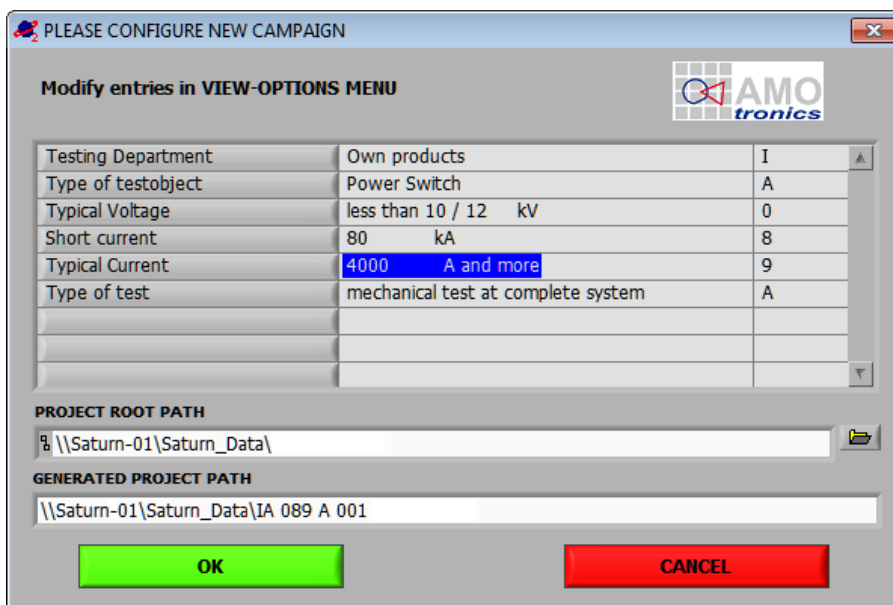 PLEASE CONFIGURE NEW CAMPAIGN
Modify entries in VIEW-OPTIONS MENU
AMO
tronics
Testing Department Own products I
Type of testobject Power Switch A
Typical Voltage less than 10 / 12 kV 0
Short current 80 kA 8
Typical Current 4000 A and more 9
Type of test mechanical test at complete system A
PROJECT ROOT PATH
\\Saturn-01\Saturn_Data\
GENERATED PROJECT PATH
\\Saturn-01\Saturn_Data\IA 089 A 001
OK CANCEL